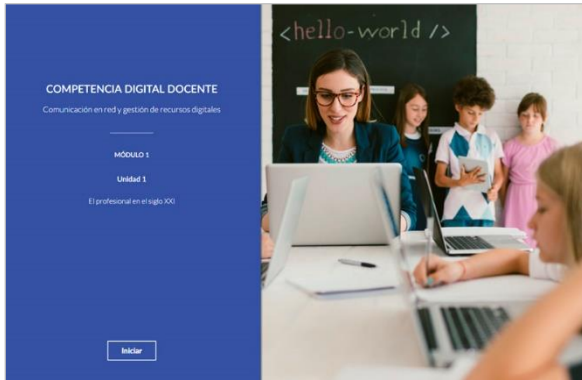 COMPETENCIA DIGITAL DOCENTE
Comunicación en red y gestión de recursos digitales
MÓDULO 1
Unidad 1
El profesional en el siglo XXI
Iniciar
<hello-world />